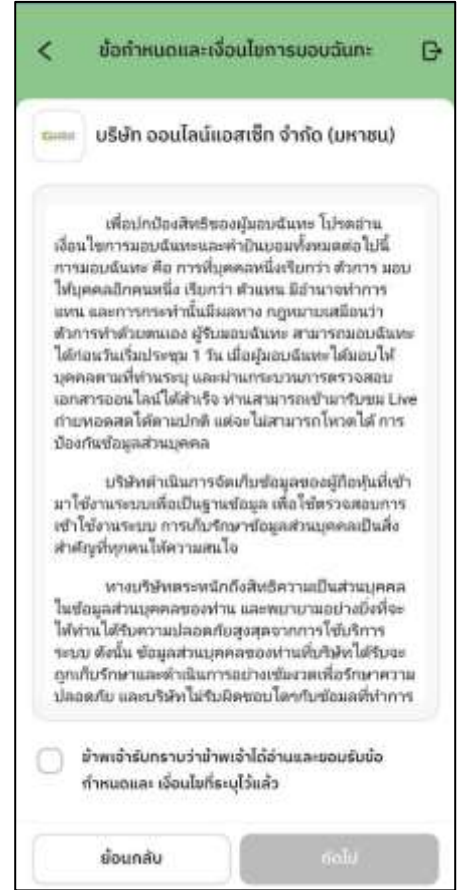 ข้อกำหนดและเงื่อนไขการมอบฉันทะ
บริษัท ออนไลน์แอสเซ็ท จำกัด (มหาชน)
เพื่อปกป้องสิทธิของผู้มอบฉันทะ โปรดอ่าน
เงื่อนไขการมอบฉันทะและคำยินยอมทั้งหมดต่อไปนี้
การมอบฉันทะ คือ การที่บุคคลหนึ่งเรียกว่า ตัวการ มอบ
ให้บุคคลอีกคนหนึ่ง เรียกว่า ตัวแทน มีอำนาจทำการ
แทน และการกระทำนั้นมีผลทาง กฎหมายเสมือนว่า
ตัวการทำด้วยตนเอง ผู้รับมอบฉันทะ สามารถมอบฉันทะ
ได้ก่อนวันเริ่มประชุม 1 วัน เมื่อผู้มอบฉันทะได้มอบให้
บุคคลตามที่ท่านระบุ และผ่านกระบวนการตรวจสอบ
เอกสารออนไลน์ได้สำเร็จ ท่านสามารถเข้ามารับชม Live
ถ่ายทอดสดได้ตามปกติ แต่จะไม่สามารถโหวตได้ การ
ป้องกันข้อมูลส่วนบุคคล
บริษัทดำเนินการจัดเก็บข้อมูลของผู้ถือหุ้นที่เข้า
มาใช้งานระบบเพื่อเป็นฐานข้อมูล เพื่อใช้ตรวจสอบการ
เข้าใช้งานระบบ การเก็บรักษาข้อมูลส่วนบุคคลเป็นสิ่ง
สำคัญที่ทุกคนให้ความสนใจ
ทางบริษัทตระหนักถึงสิทธิความเป็นส่วนบุคคล
ในข้อมูลส่วนบุคคลของท่าน และพยายามอย่างยิ่งที่จะ
ให้ท่านได้รับความปลอดภัยสูงสุดจากการใช้บริการ
ระบบ ดังนั้น ข้อมูลส่วนบุคคลของท่านที่บริษัทได้รับจะ
ถูกเก็บรักษาและดำเนินการอย่างเข้มงวดเพื่อรักษาความ
ปลอดภัย และบริษัทไม่รับผิดชอบใดๆกับข้อมูลที่ทำการ
ข้าพเจ้ารับทราบว่าข้าพเจ้าได้อ่านและยอมรับข้อ
กำหนดและ เงื่อนไขที่ระบุไว้แล้ว
ย้อนกลับ
ถัดไป